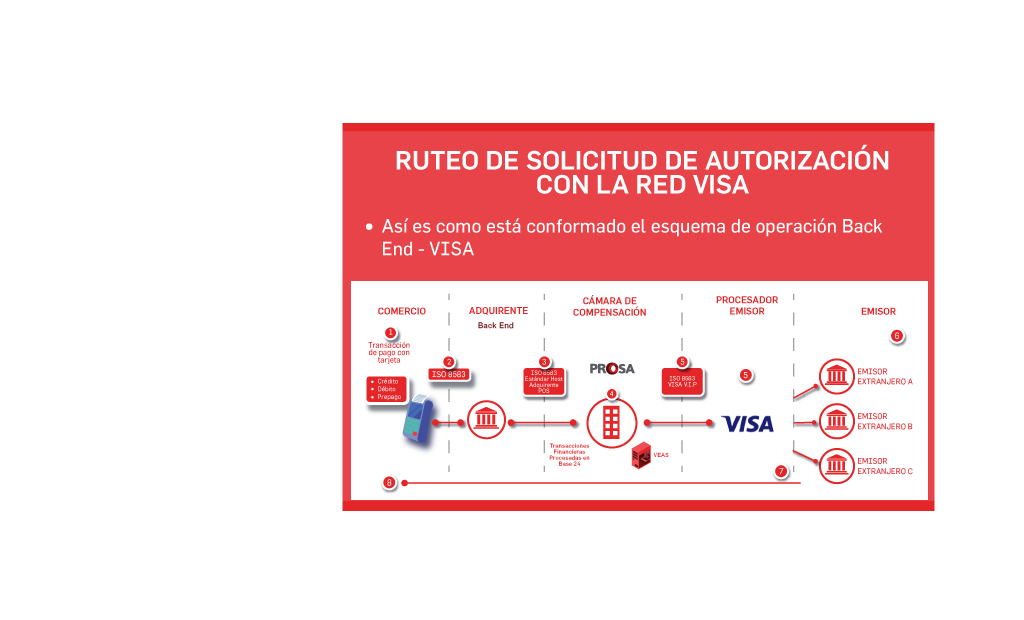 RUTEO DE SOLICITUD DE AUTORIZACIÓN
CON LA RED VISA
• Así es como está conformado el esquema de operación Back
End - VISA
COMERCIO
ADQUIRENTE
Back End
CÁMARA DE
COMPENSACIÓN
PROCESADOR
EMISOR
EMISOR
1
Transacción
de pago con
tarjeta
• Crédito
• Débito
• Prepago
2
ISO 8583
3
ISO 8583
Estándar Host
Adquirente
POS
PROSA
4
Transacciones
Financieras
Procesadas en
Base 24
VEAS
5
ISO 8583
VISA V.I.P
5
VISA
6
EMISOR
EXTRANJERO A
EMISOR
EXTRANJERO B
EMISOR
EXTRANJERO C
7
8